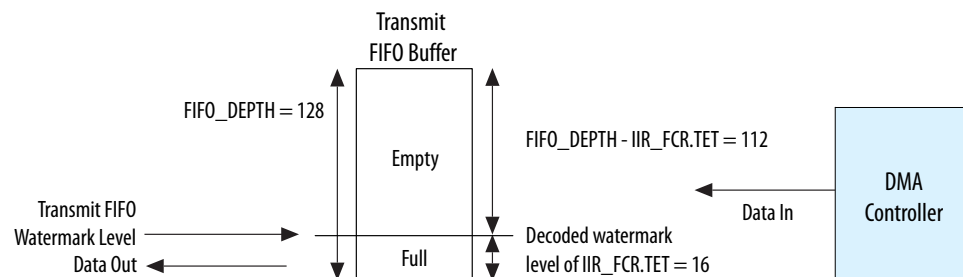 Transmit
FIFO Buffer
FIFO_DEPTH = 128
FIFO_DEPTH - IIR_FCR.TET = 112
Empty
DMA
Controller
Data In
Transmit FIFO
Watermark Level
Data Out
Full
Decoded watermark
level of IIR_FCR.TET = 16